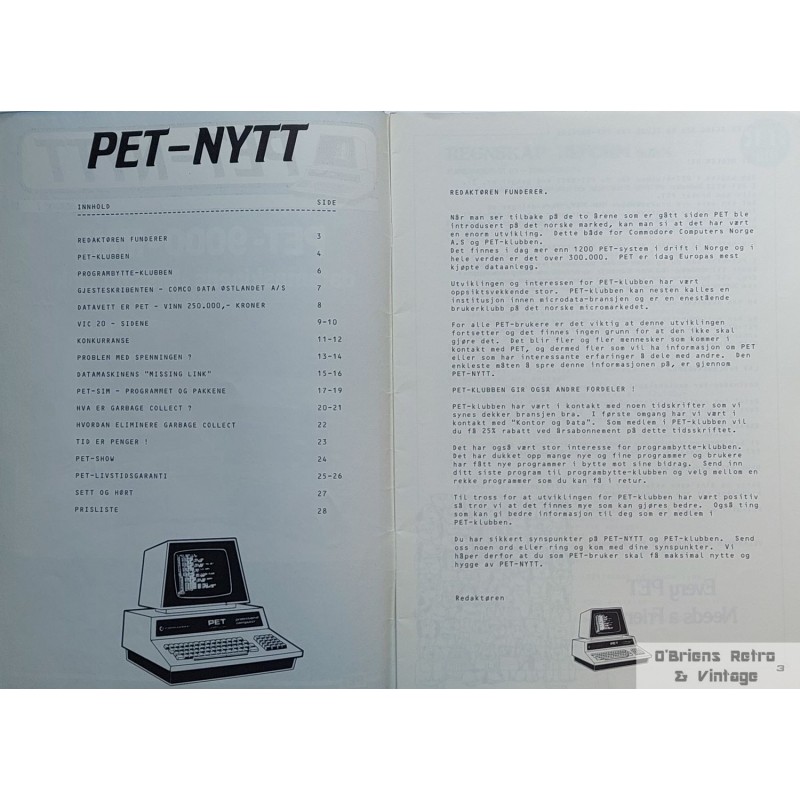 PET-NYTT
INNHOLD SIDE
REDAKTØREN FUNDERER 3
PET-KLUBBEN 4
PROGRAMBYTTE-KLUBBEN 6
GJESTESKRIBENTEN - COMCO DATA ØSTLANDET A/S 7
DATAVETT ER PET - VINN 250.000,- KRONER 8
VIC 20 - SIDENE 9-10
KONKURRANSE 11-12
PROBLEM MED SPENNINGEN ? 13-14
DATAMASKINENS "MISSING LINK" 15-16
PET-SIM - PROGRAMMET OG PAKKENE 17-19
HVA ER GARBAGE COLLECT ? 20-21
HVORDAN ELIMINERE GARBAGE COLLECT 22
TID ER PENGER ! 23
PET-SHOW 24
PET-LIVSTIDSGARANTI 25-26
SETT OG HØRT 27
PRISLISTE 28
PET
REDAKTØREN FUNDERER.
Når man ser tilbake på de to årene som er gått siden PET ble
introdusert på det norske marked, kan man si at det har vært
en enorm utvikling. Dette både for Commodore Computers Norge
A.S og PET-klubben.
Det finnes i dag mer enn 1200 PET-system i drift i Norge og i
hele verden er det over 300.000. PET er idag Europas mest
kjøpte dataanlegg.
Utviklingen og interessen for PET-klubben har vært
oppsiktsvekkende stor. PET-klubben kan nesten kalles en
institusjon innen microdata-bransjen og er en enestående
brukerklubb på det norske micromarkedet.
For alle PET-brukere er det viktig at denne utviklingen
fortsetter og det finnes ingen grunn for at den ikke skal
gjøre det. Det blir fler og fler mennesker som kommer i
kontakt med PET, og dermed fler som vil ha informasjon om PET
eller som har interessante erfaringer å dele med andre. Den
enkleste måten å spre denne informasjonen på, er gjennom
PET-NYTT.
PET-KLUBBEN GIR OGSÅ ANDRE FORDELER !
PET-klubben har vært i kontakt med noen tidskrifter som vi
synes dekker bransjen bra. I første omgang har vi vært i
kontakt med "Kontor og Data". Som medlem i PET-klubben vil
du få 25% rabatt ved årsabonnement på dette tidsskriftet.
Det har også vært stor interesse for programbytte-klubben.
Det har dukket opp mange nye og fine programmer og brukere
har fått nye programmer i bytte mot sine bidrag. Send inn
ditt siste program til programbytte-klubben og velg mellom en
rekke programmer som du kan få i retur.
Til tross for at utviklingen for PET-klubben har vært positiv
så tror vi at det finnes mye som kan gjøres bedre. Også ting
som kan gi bedre informasjon til deg som er medlem i
PET-klubben.
Du har sikkert synspunkter på PET-NYTT og PET-klubben. Send
oss noen ord eller ring og kom med dine synspunkter. Vi
håper derfor at du som PET-bruker skal få maksimal nytte og
hygge av PET-NYTT.
Redaktøren
O'Briens Retro
& Vintage
3